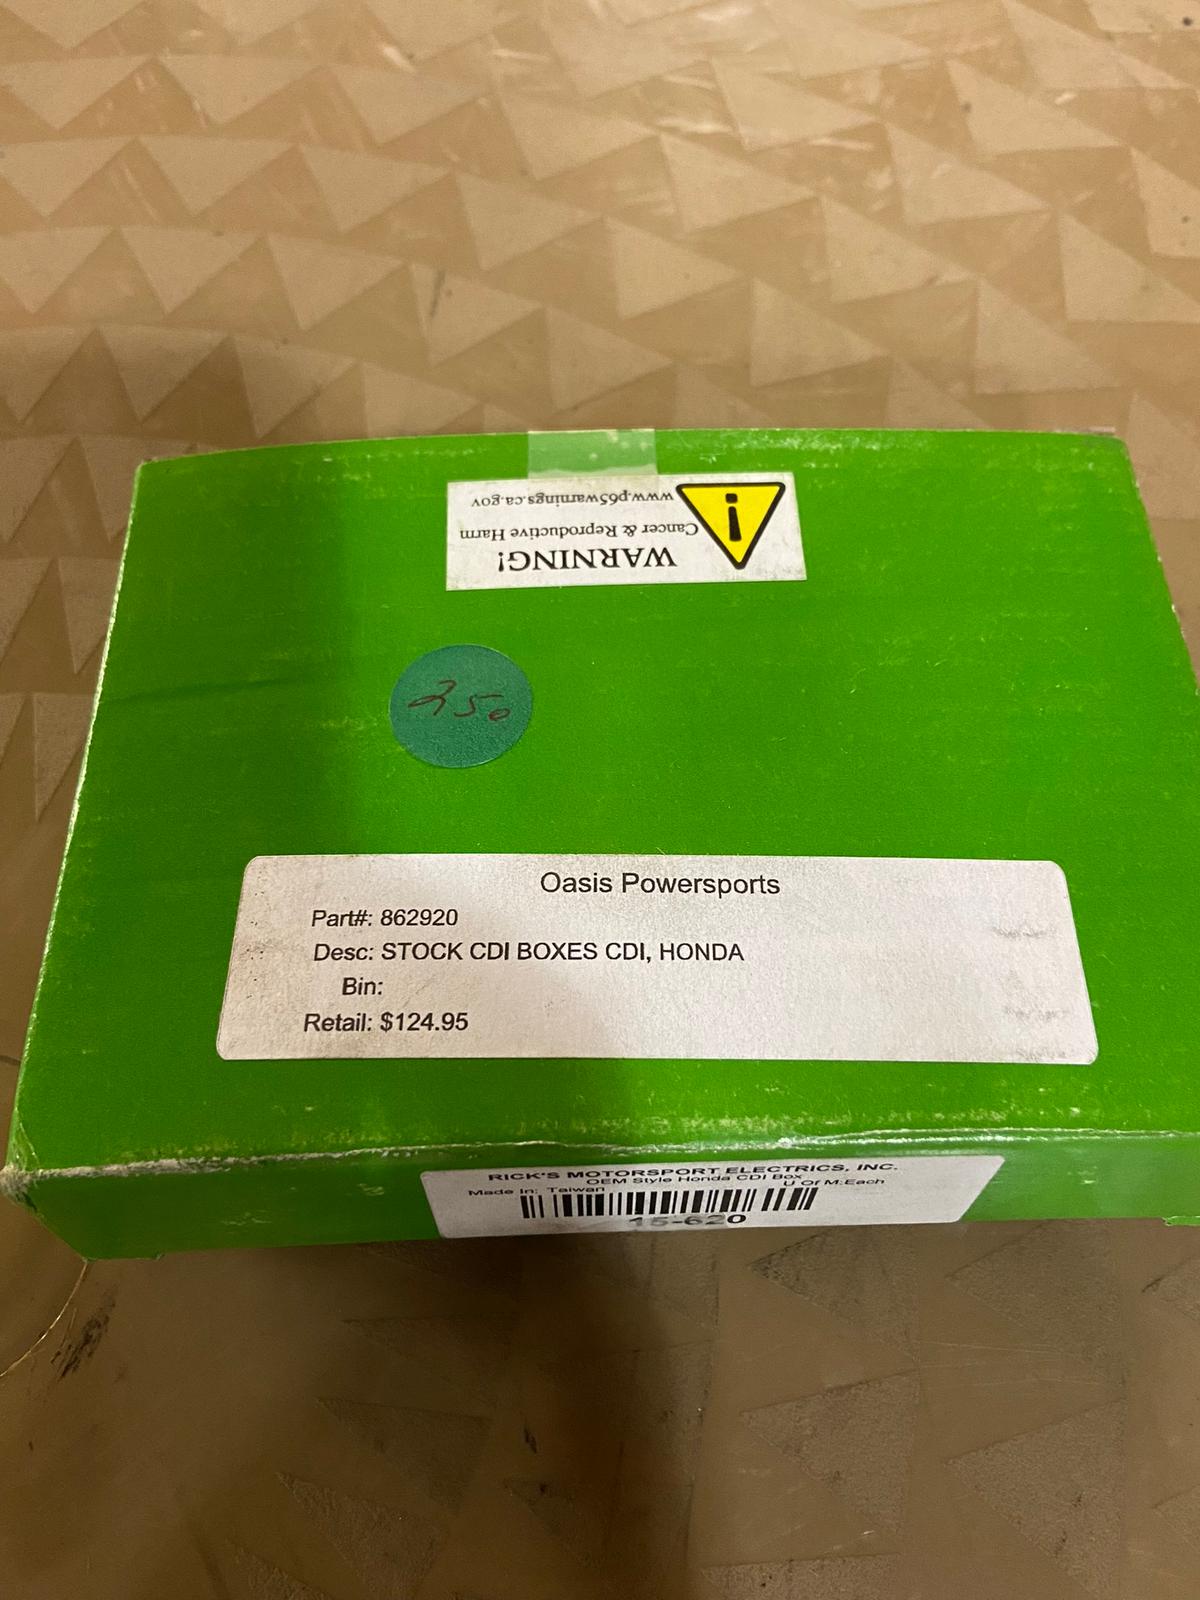 WARNING!
Cancer & Reproductive Harm
www.p65warnings.ca.gov
250
Oasis Powersports
Part#: 862920
Desc: STOCK CDI BOXES CDI, HONDA
Bin:
Retail: $124.95
RICK'S MOTORSPORT ELECTRICS, INC.
OEM Style Honda CDI Box
Made In: Taiwan U Of M:Each
15-620